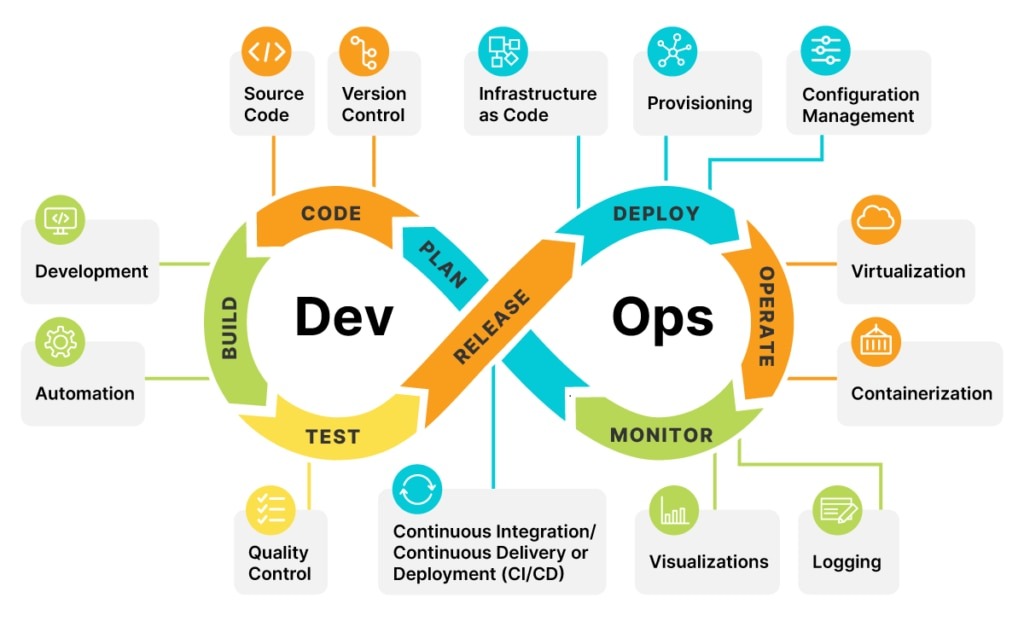 Source
Code
Version
Control
Infrastructure
as Code
Provisioning
Configuration
Management
CODE
PLAN
DEPLOY
Development
Virtualization
BUILD
Dev
RELEASE
Ops
OPERATE
Automation
Containerization
TEST
MONITOR
Quality
Control
Continuous Integration/
Continuous Delivery or
Deployment (CI/CD)
Visualizations
Logging